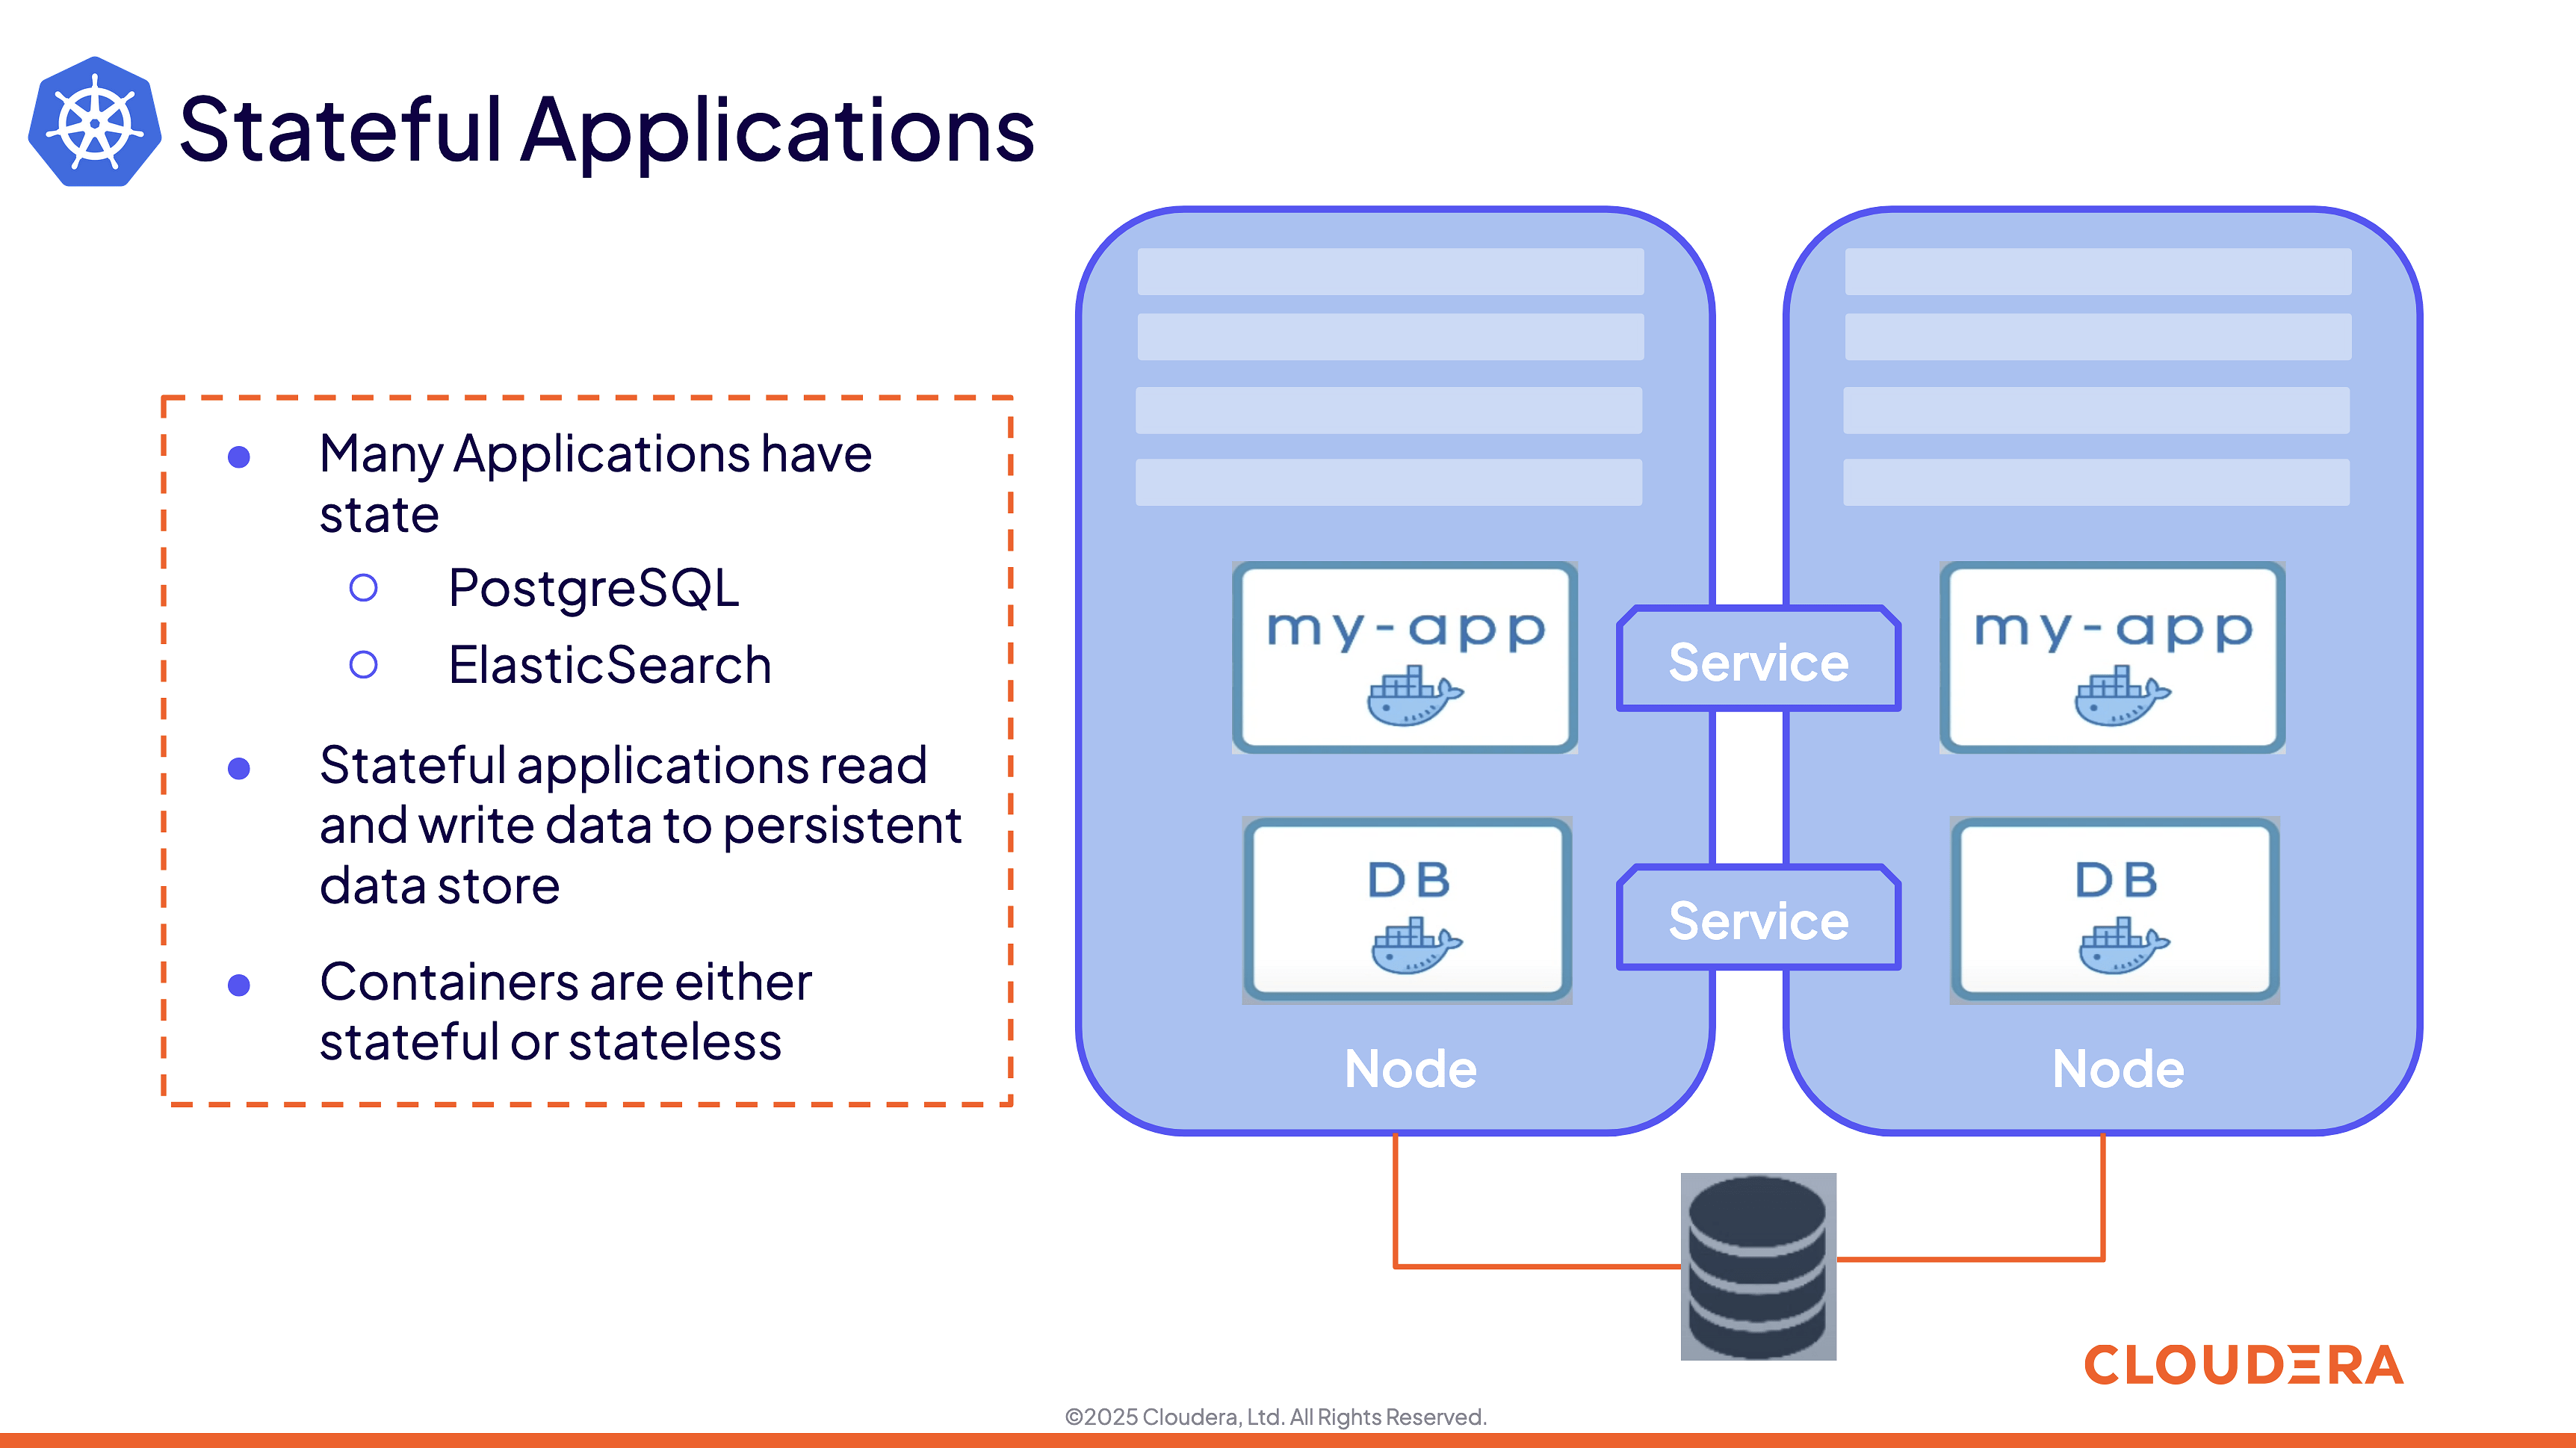 Stateful Applications
Many Applications have
state
PostgreSQL
ElasticSearch
Stateful applications read
and write data to persistent
data store
Containers are either
stateful or stateless
my-app
Service
my-app
DB
Service
DB
Node
Node
CLOUDERA
©2025 Cloudera, Ltd. All Rights Reserved.